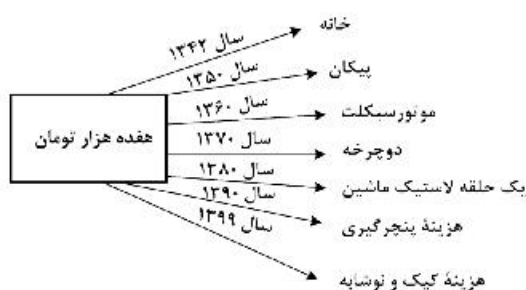 هفده هزار تومان
سال ۱۳۴۲ خانه
سال ۱۳۵۰ پیکان
سال ۱۳۶۰ موتورسیکلت
سال ۱۳۷۰ دوچرخه
سال ۱۳۸۰ یک حلقه لاستیک ماشین
سال ۱۳۹۰ هزینهٔ پنچرگیری
سال ۱۳۹۹ هزینهٔ کیک و نوشابه